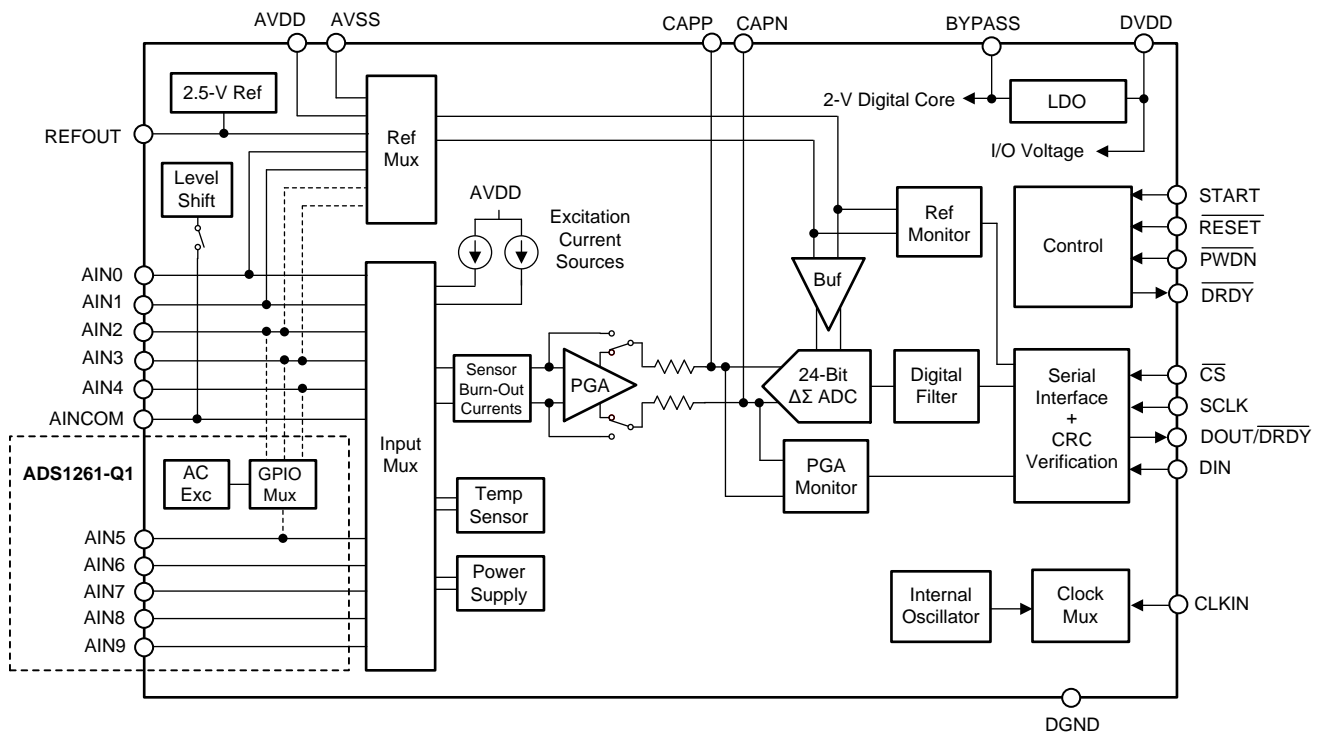 AVDD
AVSS
CAPP
CAPN
BYPASS
DVDD
2.5-V Ref
REFOUT
Ref
Mux
2-V Digital Core
LDO
I/O Voltage
Level
Shift
AVDD
Excitation
Current
Sources
Ref
Monitor
Control
START
RESET
PWDN
DRDY
AIN0
AIN1
AIN2
AIN3
AIN4
AINCOM
Buf
Input
Mux
Sensor
Burn-Out
Currents
PGA
24-Bit
ΔΣ ADC
Digital
Filter
Serial
Interface
+
CRC
Verification
CS
SCLK
DOUT/DRDY
DIN
PGA
Monitor
ADS1261-Q1
AC
Exc
GPIO
Mux
Temp
Sensor
Power
Supply
AIN5
AIN6
AIN7
AIN8
AIN9
Internal
Oscillator
Clock
Mux
CLKIN
DGND